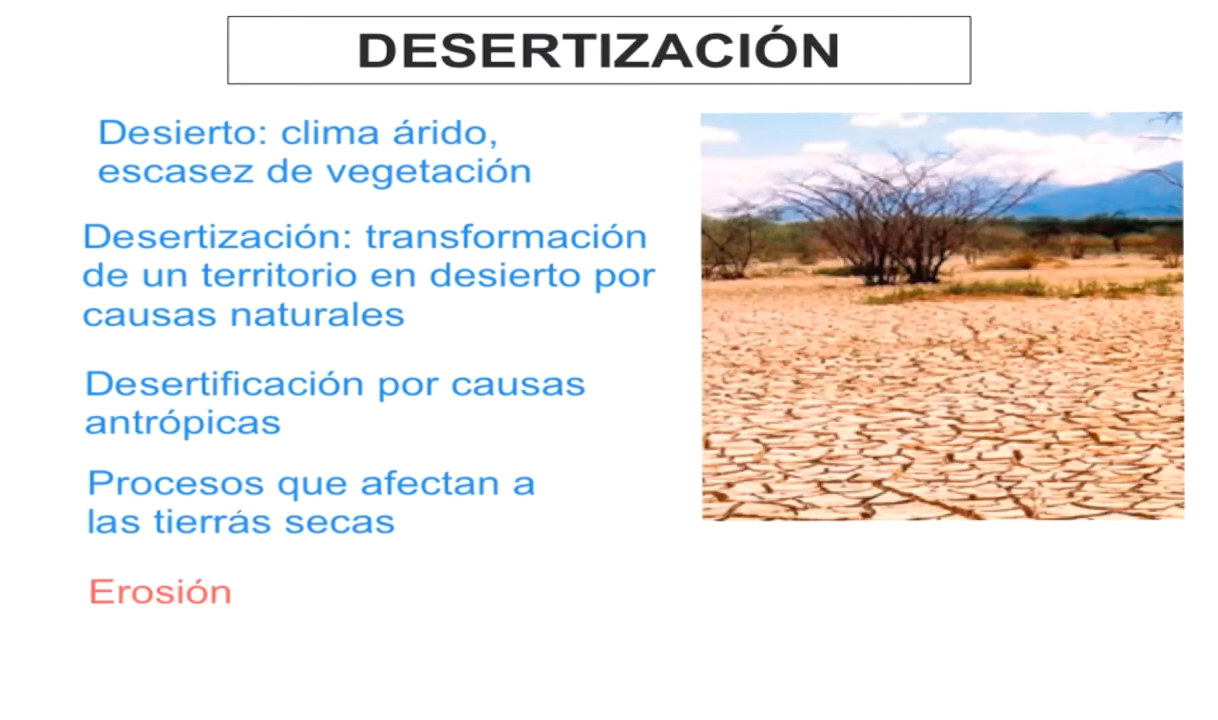 DESERTIZACIÓN
Desierto: clima árido,
escasez de vegetación
Desertización: transformación
de un territorio en desierto por
causas naturales
Desertificación por causas
antrópicas
Procesos que afectan a
las tierrás secas
Erosión